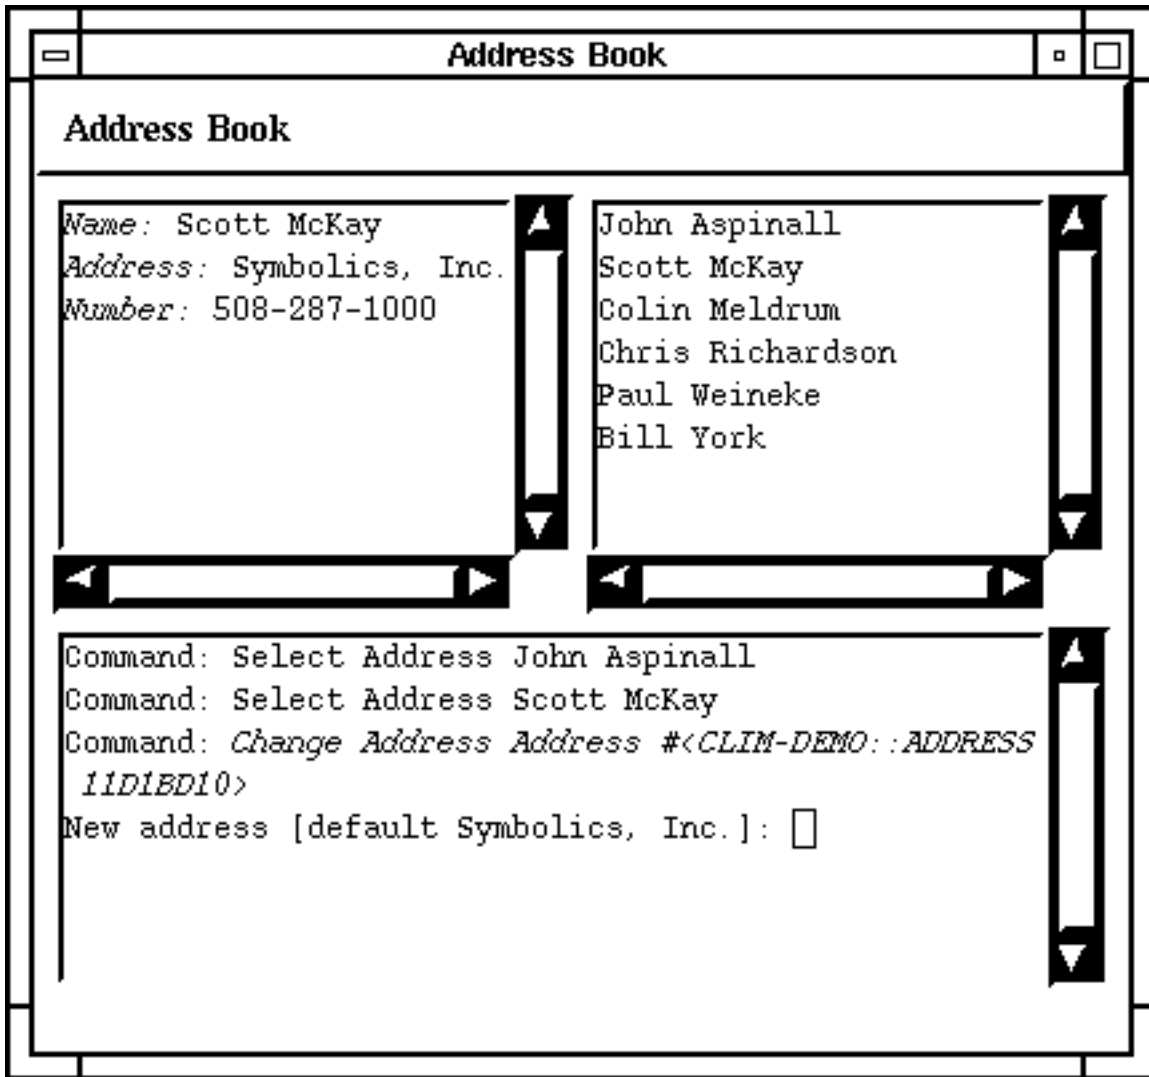 Address Book
Address Book
Name: Scott McKay
Address: Symbolics, Inc.
Number: 508-287-1000
John Aspinall
Scott McKay
Colin Meldrum
Chris Richardson
Paul Weineke
Bill York
Command: Select Address John Aspinall
Command: Select Address Scott McKay
Command: Change Address Address #<CLIM-DEMO::ADDRESS
11D1BD10>
New address [default Symbolics, Inc.]: